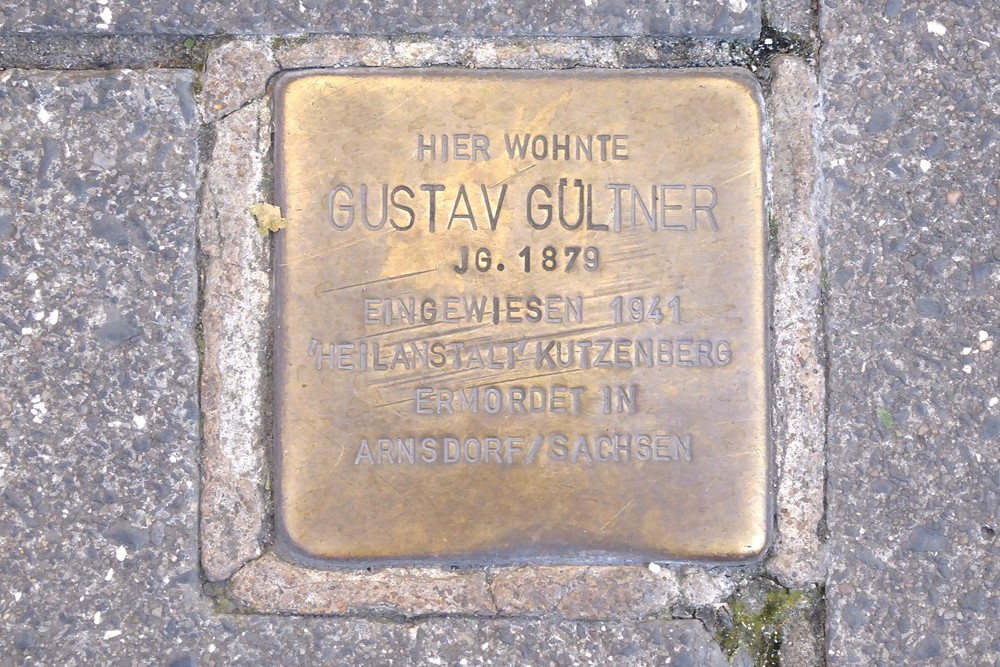 HIER WOHNTE
GUSTAV GÜLTNER
JG. 1879
EINGEWIESEN 1941
'HEILANSTALT' KUTZENBERG
ERMORDET IN
ARNSDORF/SACHSEN